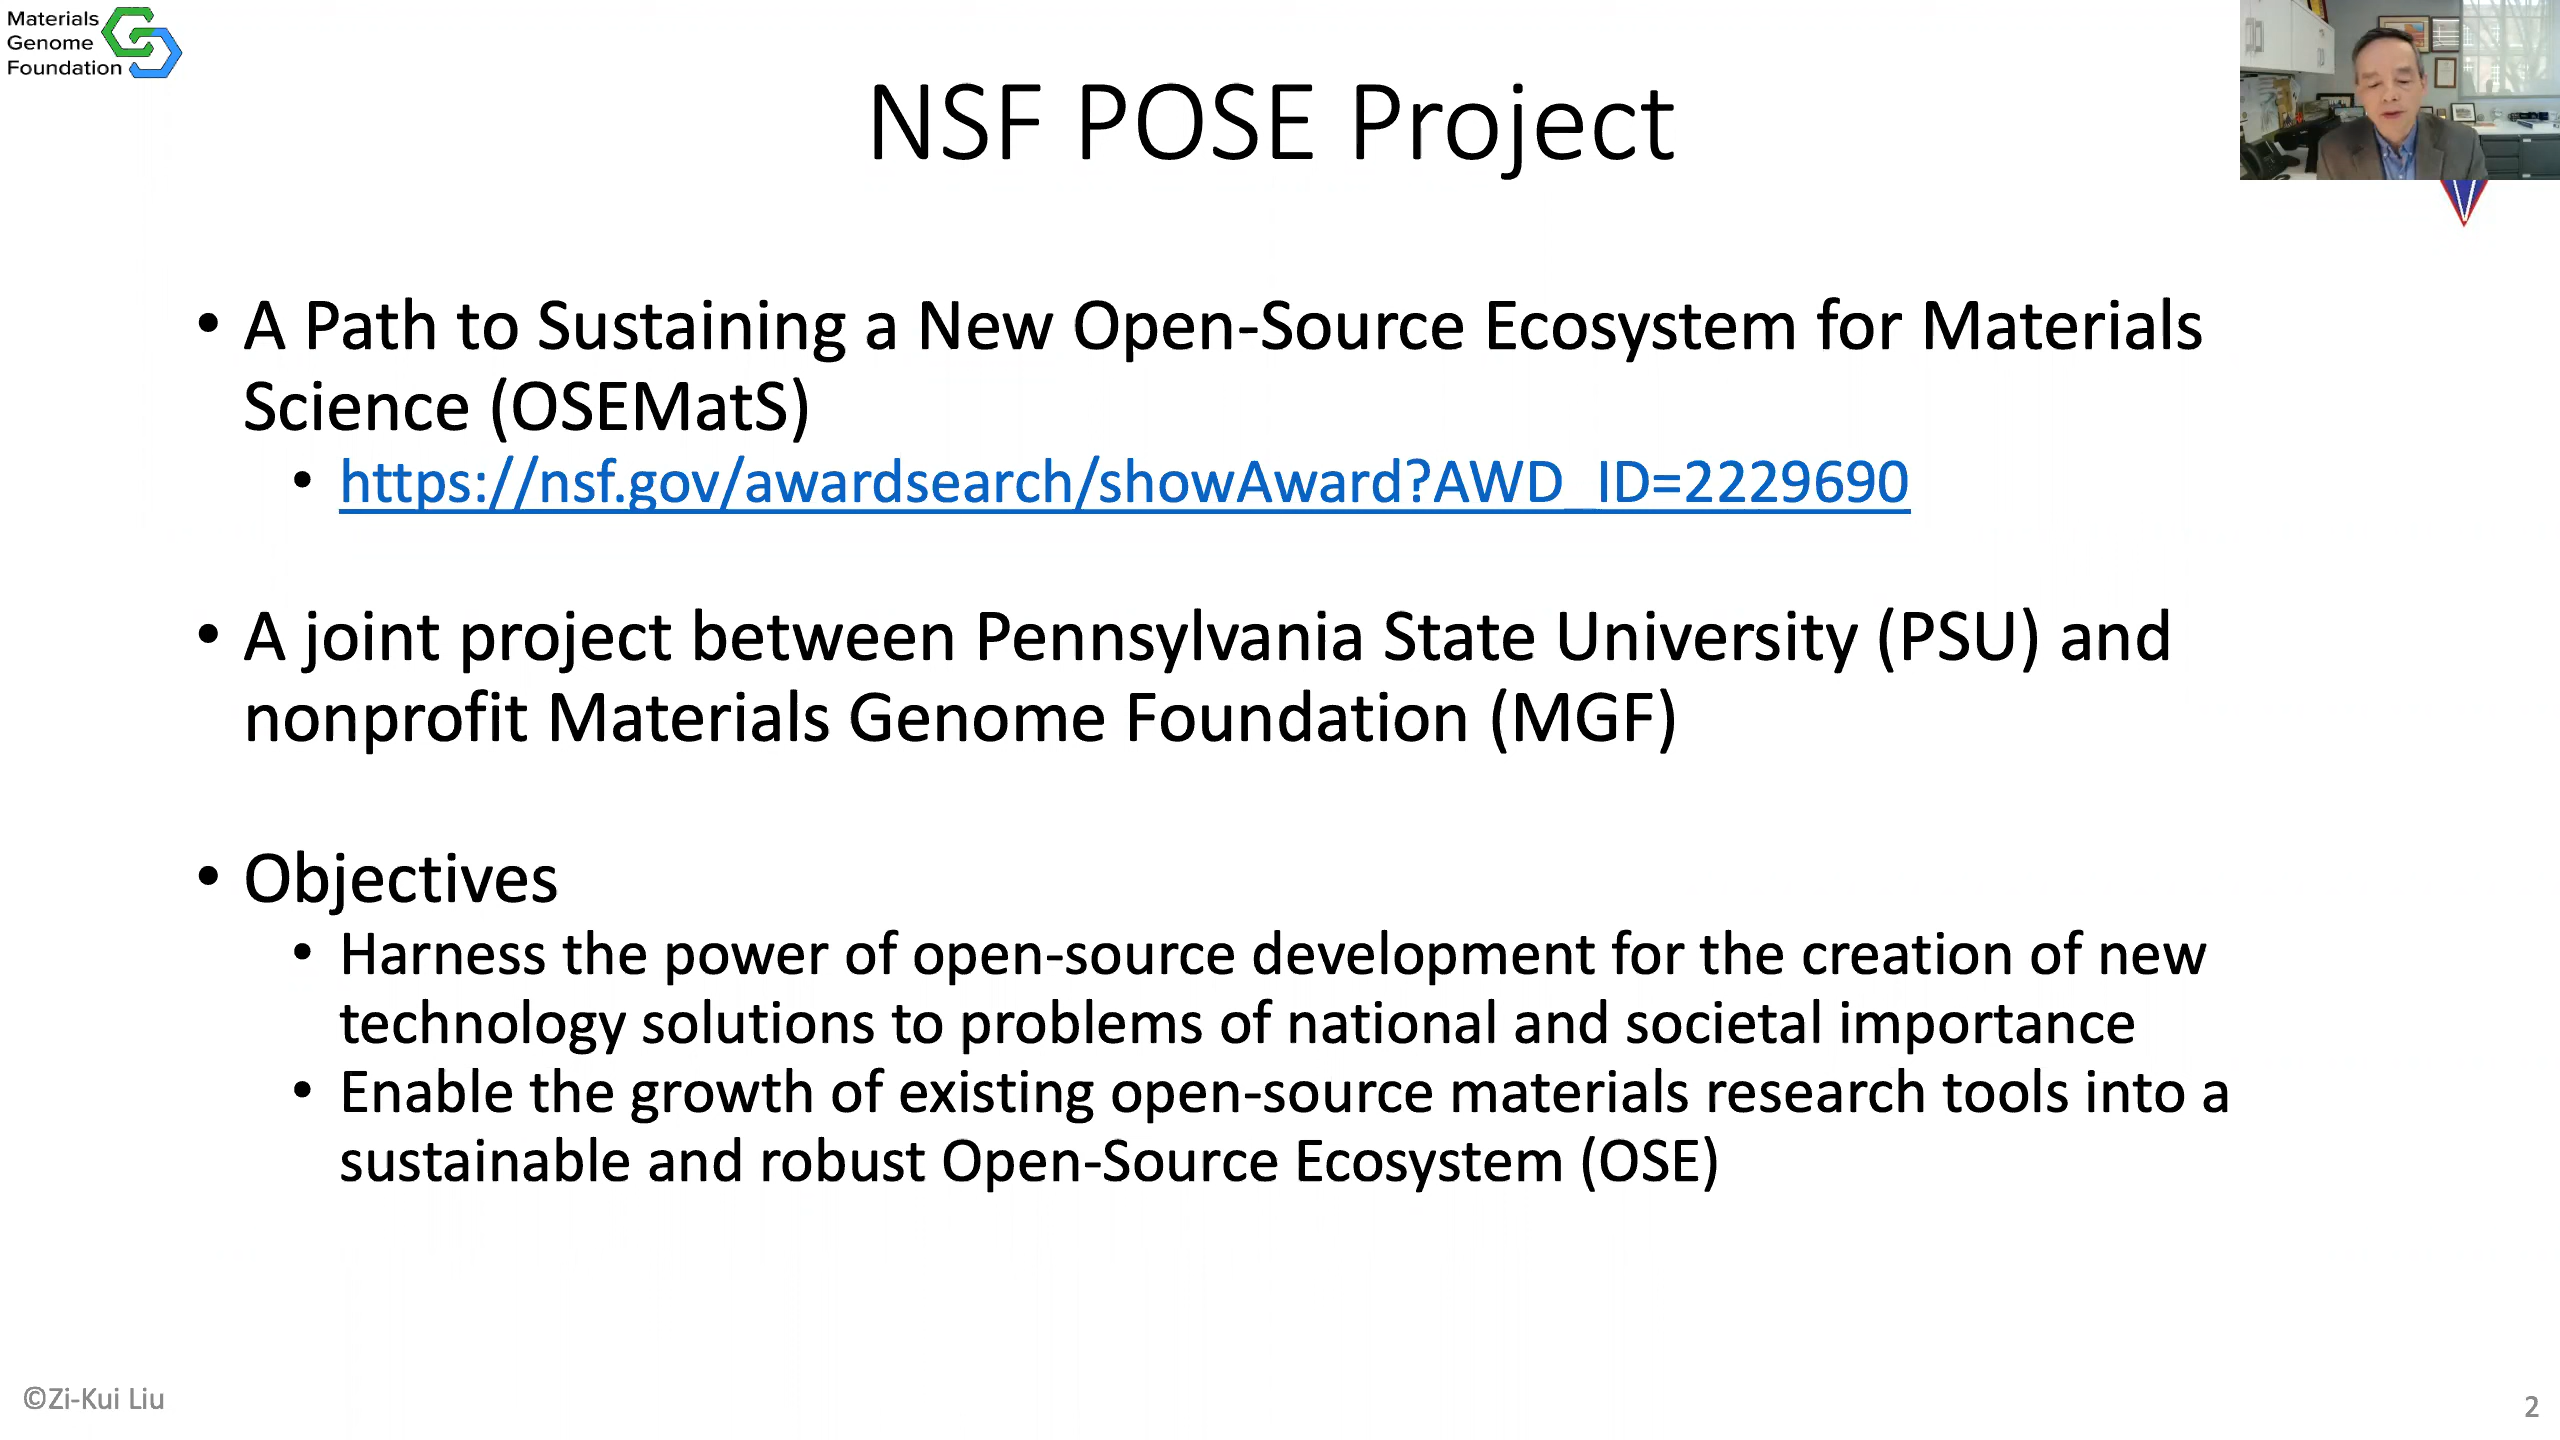 Materials
Genome
Foundation
NSF POSE Project
• A Path to Sustaining a New Open-Source Ecosystem for Materials
Science (OSEMatS)
• https://nsf.gov/awardsearch/showAward?AWD_ID=2229690
• A joint project between Pennsylvania State University (PSU) and
nonprofit Materials Genome Foundation (MGF)
• Objectives
• Harness the power of open-source development for the creation of new
technology solutions to problems of national and societal importance
• Enable the growth of existing open-source materials research tools into a
sustainable and robust Open-Source Ecosystem (OSE)
©Zi-Kui Liu
2